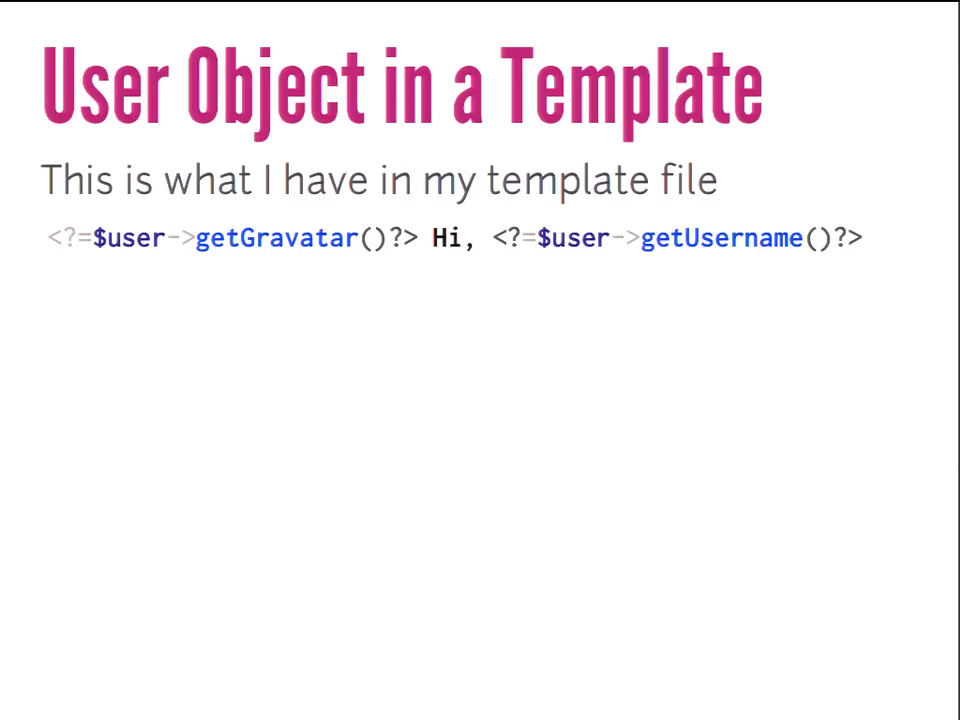 User Object in a Template
This is what I have in my template file
<?=$user->getGravatar()?> Hi, <?=$user->getUsername()?>